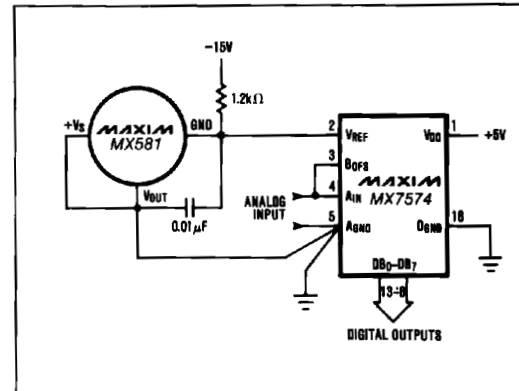 -15V
1.2kΩ
+VS
MAXIM
MX581
GND
VOUT
0.01μF
2
VREF
VDD
1
+5V
3
BOFS
MAXIM
MX7574
ANALOG
INPUT
4
AIN
5
AGND
DGND
18
DB0-DB7
13-6
DIGITAL OUTPUTS